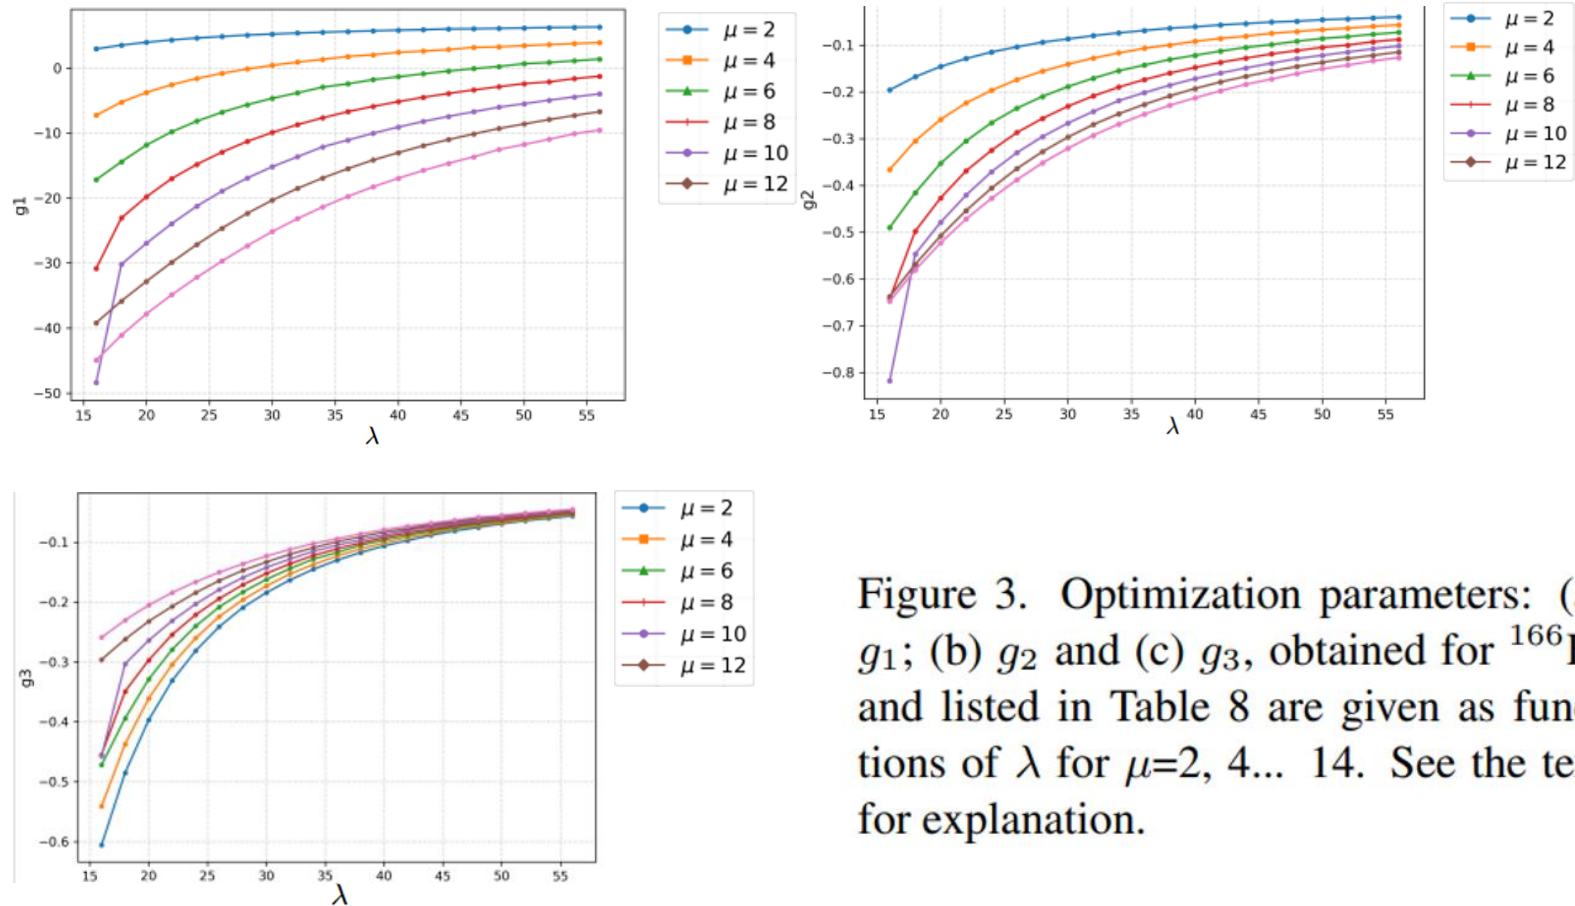 0
−10
−20
−30
−40
−50
g1
15 20 25 30 35 40 45 50 55
λ
μ = 2
μ = 4
μ = 6
μ = 8
μ = 10
μ = 12
−0.1
−0.2
−0.3
−0.4
−0.5
−0.6
−0.7
−0.8
g2
15 20 25 30 35 40 45 50 55
λ
μ = 2
μ = 4
μ = 6
μ = 8
μ = 10
μ = 12
−0.1
−0.2
−0.3
−0.4
−0.5
−0.6
g3
15 20 25 30 35 40 45 50 55
λ
μ = 2
μ = 4
μ = 6
μ = 8
μ = 10
μ = 12
Figure 3. Optimization parameters:
g₁; (b) g₂ and (c) g₃, obtained for ¹⁶⁶
and listed in Table 8 are given as func
tions of λ for μ=2, 4... 14. See the te
for explanation.